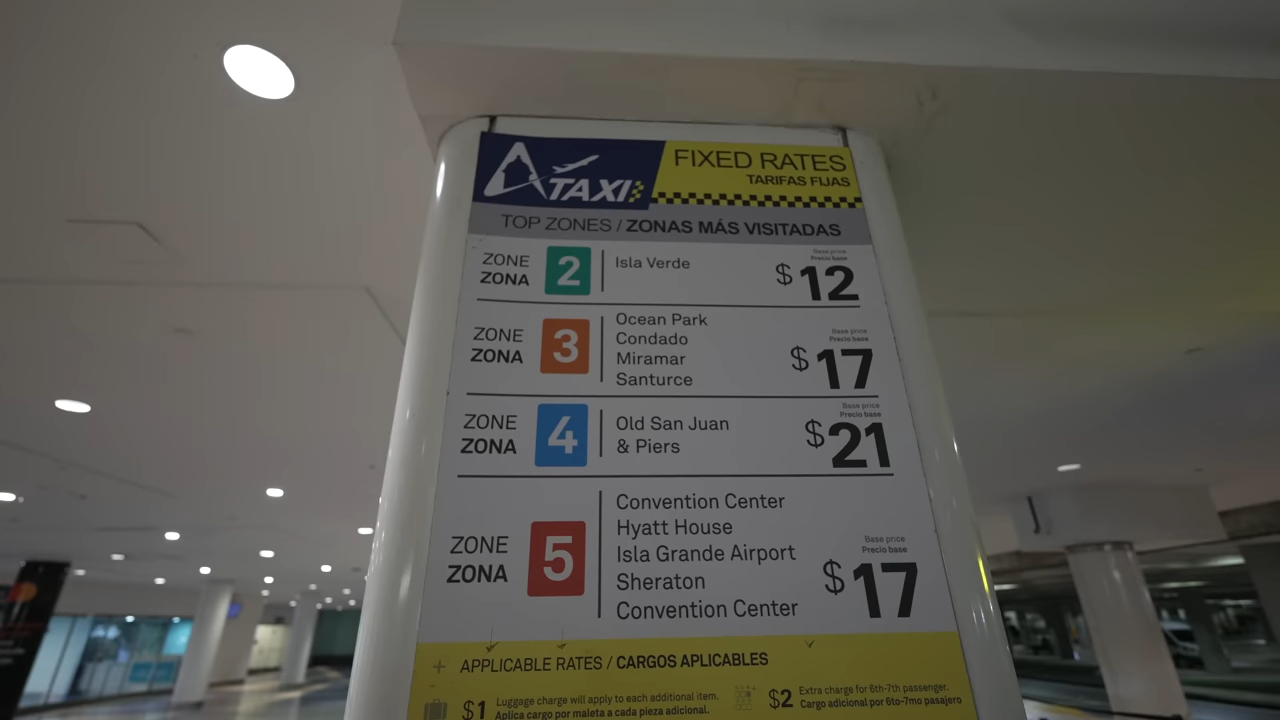 TAXI
FIXED RATES
TARIFAS FIJAS
TOP ZONES / ZONAS MÁS VISITADAS
ZONE
ZONA
2
Isla Verde
Base price
Precio base
$12
ZONE
ZONA
3
Ocean Park
Condado
Miramar
Santurce
Base price
Precio base
$17
ZONE
ZONA
4
Old San Juan
& Piers
Base price
Precio base
$21
ZONE
ZONA
5
Convention Center
Hyatt House
Isla Grande Airport
Sheraton
Convention Center
Base price
Precio base
$17
+ APPLICABLE RATES / CARGOS APLICABLES
$1
Luggage charge will apply to each additional item.
Aplica cargo por maleta a cada pieza adicional.
$2
Extra charge for 6th-7th passenger.
Cargo adicional por 6to-7mo pasajero